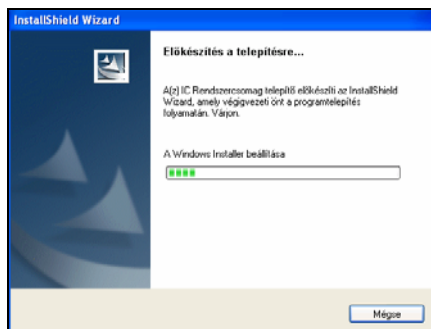 InstallShield Wizard
Előkészítés a telepítésre...
A(z) IC Rendszercsomag telepítő előkészíti az InstallShield
Wizard, amely végigvezeti önt a programtelepítés
folyamatán. Várjon.
A Windows Installer beállítása
Mégse